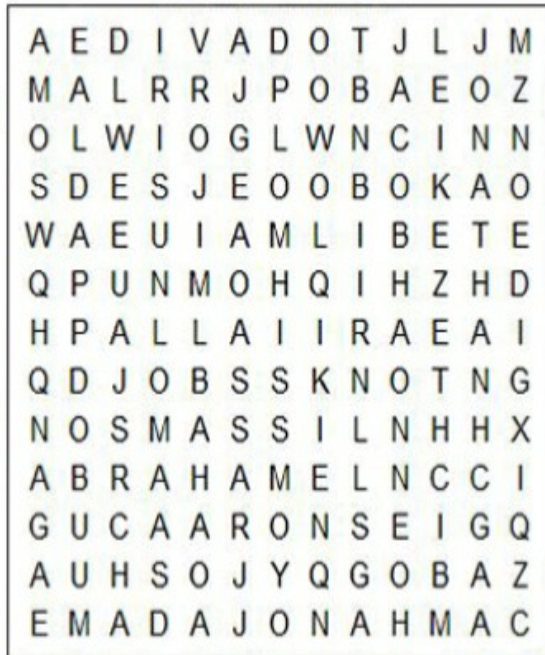 A E D I V A D O T J L J M
M A L R R J P O B A E O Z
O L W I O G L W N C I N N
S D E S J E O O B O K A O
W A E U I A M L I B E T E
Q P U N M O H Q I H Z H D
H P A L L A I I R A E A I
Q D J O B S S K N O T N G
N O S M A S S I L N H H X
A B R A H A M E L N C C I
G U C A A R O N S E I G Q
A U H S O J Y Q G O B A Z
E M A D A J O N A H M A C